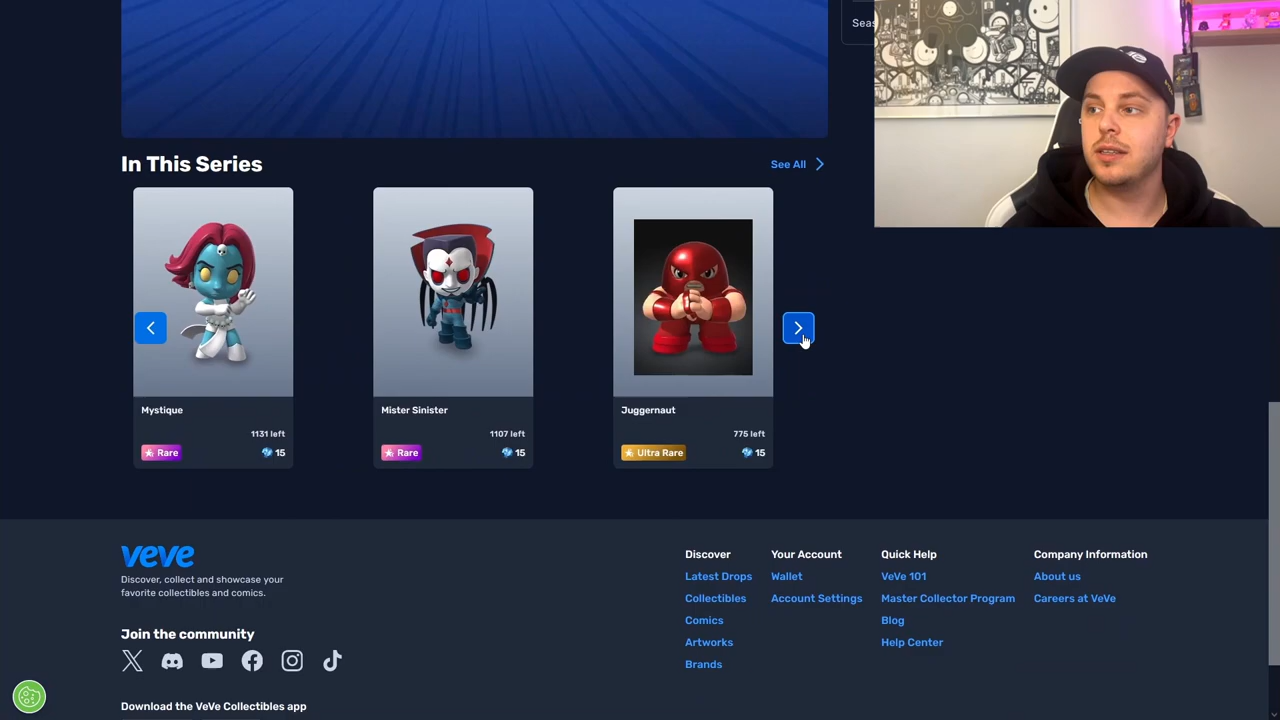 Seas
In This Series
See All
Mystique
1131 left
Rare
15
Mister Sinister
1107 left
Rare
15
Juggernaut
775 left
Ultra Rare
15
veve
Discover, collect and showcase your
favorite collectibles and comics.
Join the community
Download the VeVe Collectibles app
Discover
Latest Drops
Collectibles
Comics
Artworks
Brands
Your Account
Wallet
Account Settings
Quick Help
VeVe 101
Master Collector Program
Blog
Help Center
Company Information
About us
Careers at VeVe